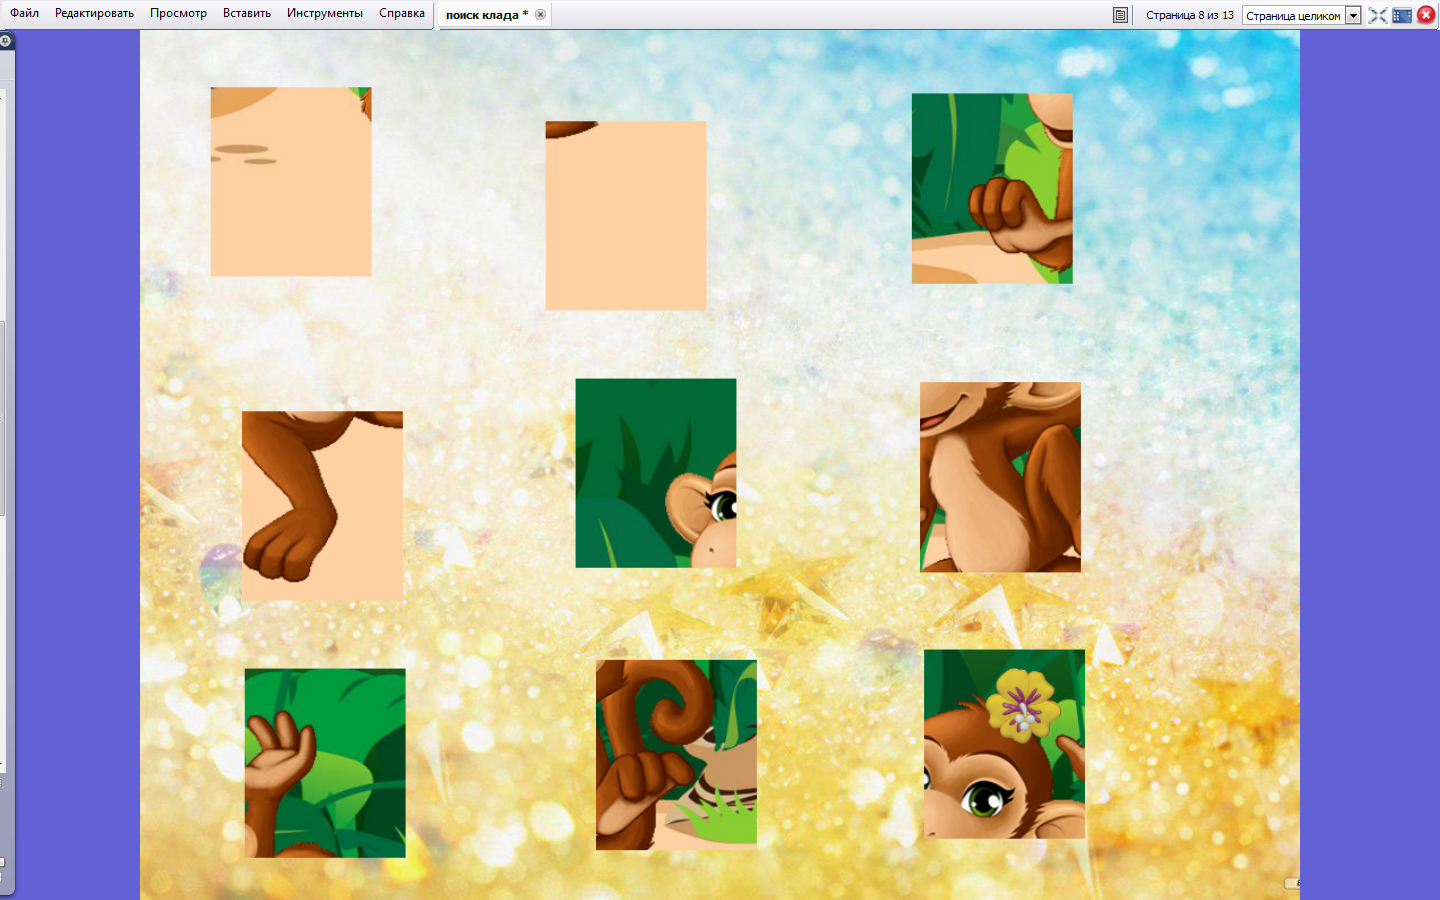 Файл Редактировать Просмотр Вставить Инструменты Справка поиск клада * Страница 8 из 13 Страница целиком